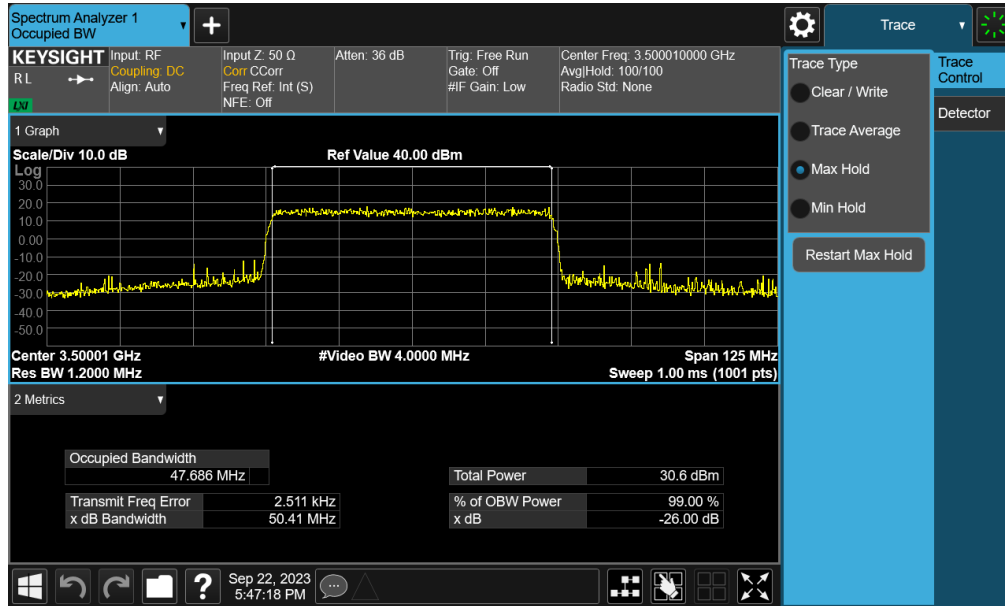 Spectrum Analyzer 1
Occupied BW
+
Trace
KEYSIGHT
R L
LXI
Input: RF
Coupling: DC
Align: Auto
Input Z: 50 Ω
Corr CCorr
Freq Ref: Int (S)
NFE: Off
Atten: 36 dB
Trig: Free Run
Gate: Off
#IF Gain: Low
Center Freq: 3.500010000 GHz
Avg|Hold: 100/100
Radio Std: None
1 Graph
Scale/Div 10.0 dB
Ref Value 40.00 dBm
Log
30.0
20.0
10.0
0.00
-10.0
-20.0
-30.0
-40.0
-50.0
Center 3.50001 GHz
#Video BW 4.0000 MHz
Span 125 MHz
Res BW 1.2000 MHz
Sweep 1.00 ms (1001 pts)
2 Metrics
Occupied Bandwidth
47.686 MHz
Total Power 30.6 dBm
Transmit Freq Error 2.511 kHz
% of OBW Power 99.00 %
x dB Bandwidth 50.41 MHz
x dB -26.00 dB
Trace Type
Clear / Write
Trace Average
Max Hold
Min Hold
Restart Max Hold
Trace
Control
Detector
?
Sep 22, 2023
5:47:18 PM